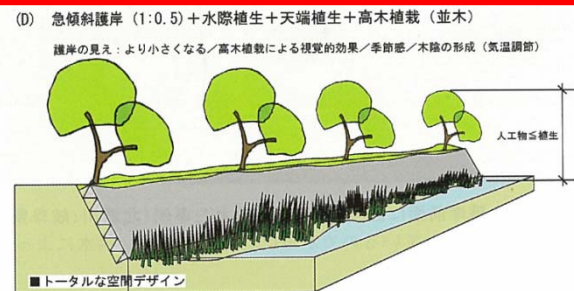 (D) 急傾斜護岸(1:0.5)+水際植生+天端植生+高木植栽(並木)
護岸の見え:より小さくなる/高木植栽による視覚的効果/季節感/木陰の形成(気温調節)
人工物≦植生
■トータルな空間デザイン